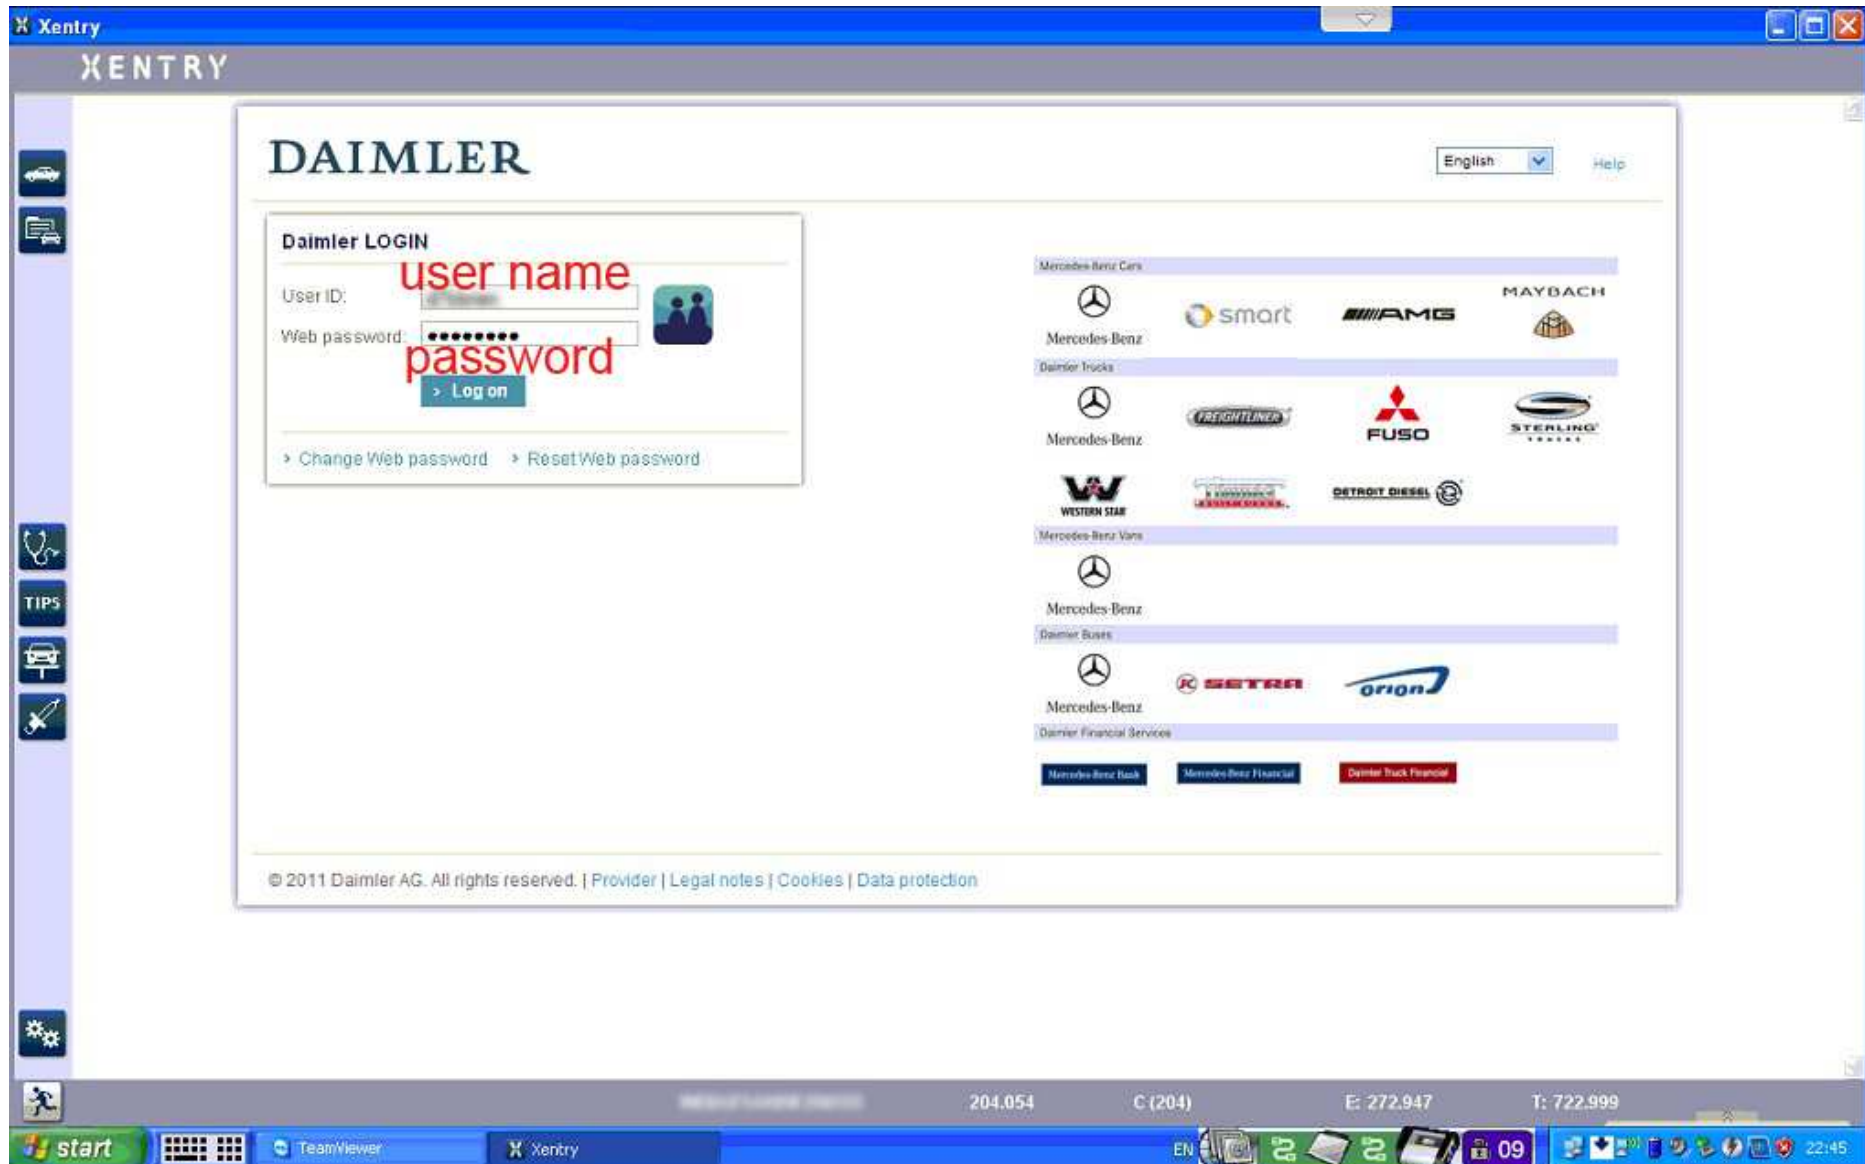 Xentry
XENTRY
DAIMLER
English
Help
Daimler LOGIN
user name
User ID:
Web password:
password
› Log on
› Change Web password › Reset Web password
Mercedes-Benz Cars
Mercedes-Benz
smart
AMG
MAYBACH
Daimler Trucks
Mercedes-Benz
FREIGHTLINER
FUSO
STERLING
TRUCKS
WESTERN STAR
DETROIT DIESEL
Mercedes-Benz Vans
Mercedes-Benz
Daimler Buses
Mercedes-Benz
SETRA
orion
Daimler Financial Services
Mercedes-Benz Bank
Mercedes-Benz Financial
Daimler Truck Financial
© 2011 Daimler AG. All rights reserved. | Provider | Legal notes | Cookies | Data protection
TIPS
204.054
C (204)
E: 272.947
T: 722.999
start
TeamViewer
Xentry
EN
09
22:45